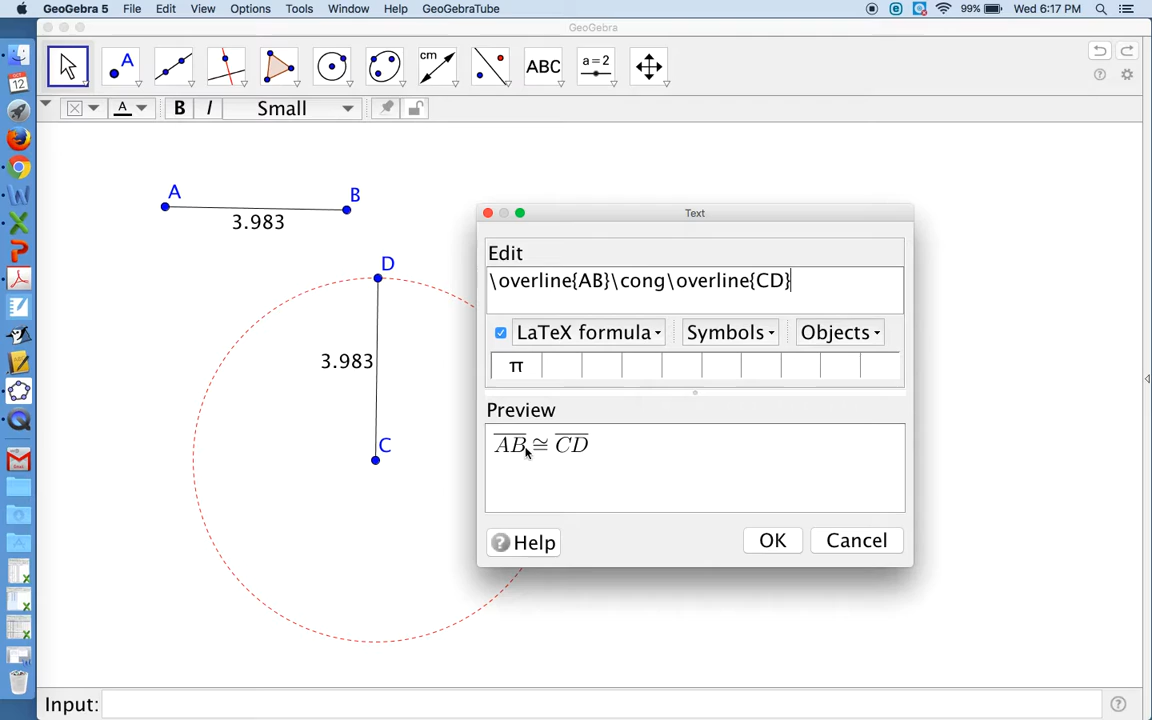 GeoGebra 5 File Edit View Options Tools Window Help GeoGebraTube 99% Wed 6:17 PM
GeoGebra
A cm ABC a=2
A B I Small
A B
3.983
D
3.983
C
Text
Edit
\overline{AB}\cong\overline{CD}
LaTeX formula Symbols Objects
π
Preview
AB ≅ CD
? Help OK Cancel
Input: